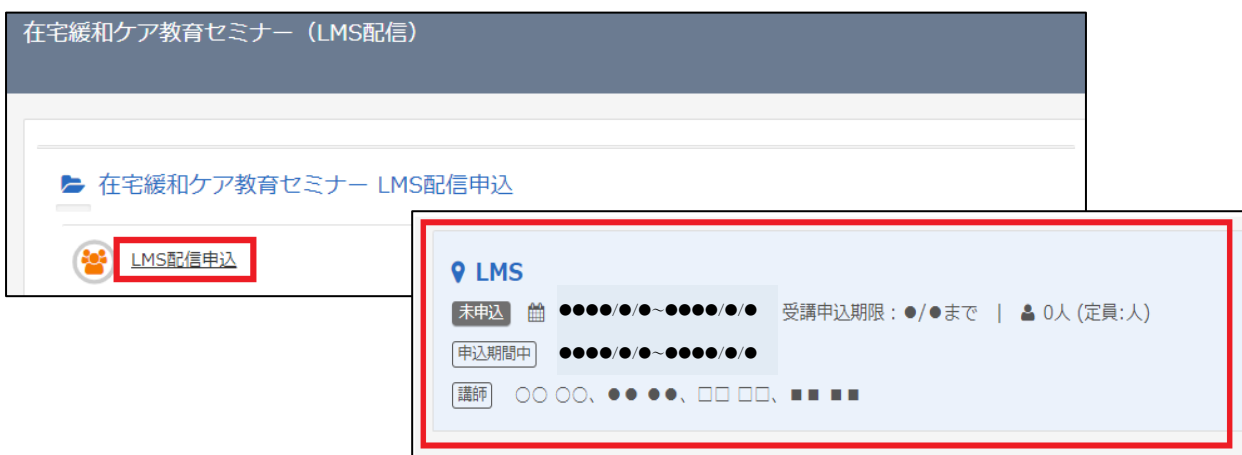 在宅緩和ケア教育セミナー（LMS配信）
在宅緩和ケア教育セミナー LMS配信申込
LMS配信申込
LMS
未申込 ●●●●/●/●~●●●●/●/● 受講申込期限：●/●まで | 0人 (定員:人)
申込期間中 ●●●●/●/●~●●●●/●/●
講師 ○○ ○○、●● ●●、□□ □□、■■ ■■